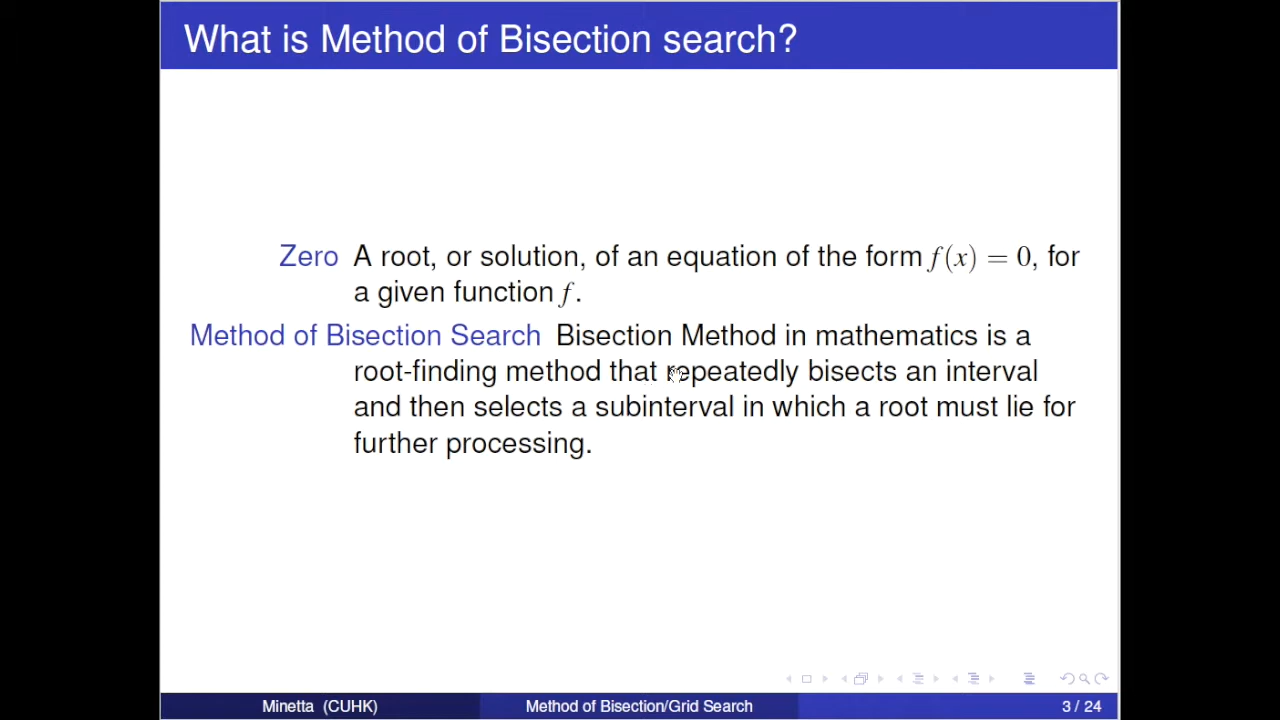 What is Method of Bisection search?
Zero A root, or solution, of an equation of the form f(x) = 0, for
a given function f.
Method of Bisection Search Bisection Method in mathematics is a
root-finding method that repeatedly bisects an interval
and then selects a subinterval in which a root must lie for
further processing.
Minetta (CUHK) Method of Bisection/Grid Search 3 / 24